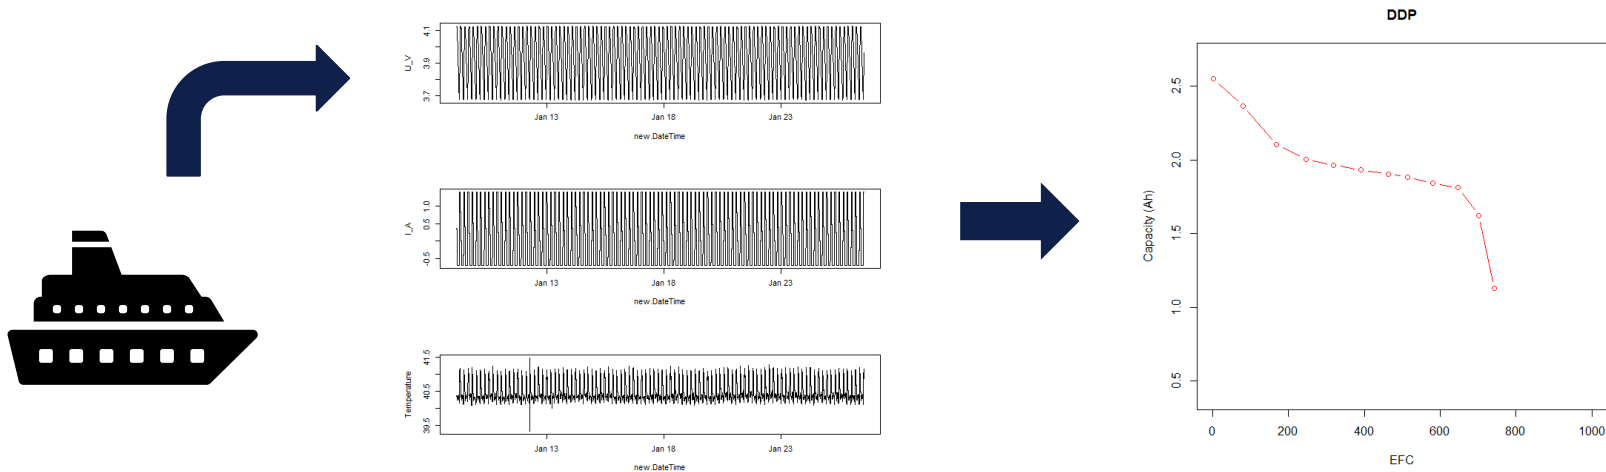 4.1
3.9
3.7
U_V
Jan 13 Jan 18 Jan 23
new.DateTime
1.0
0.5
-0.5
I_A
Jan 13 Jan 18 Jan 23
new.DateTime
41.5
40.5
39.5
Temperature
Jan 13 Jan 18 Jan 23
new.DateTime
DDP
2.5
2.0
1.5
1.0
0.5
Capacity (Ah)
0 200 400 600 800 1000
EFC